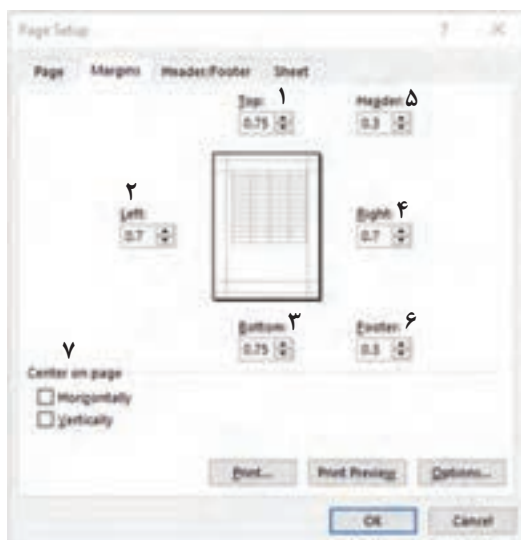 Page Setup ? ×
Page Margins Header/Footer Sheet
Top: ۱ Header: ۵
0.75 0.3
۲
Left: Right: ۴
0.7 0.7
Bottom: ۳ Footer: ۶
0.75 0.3
۷
Center on page
Horizontally
Vertically
Print... Print Preview Options...
OK Cancel